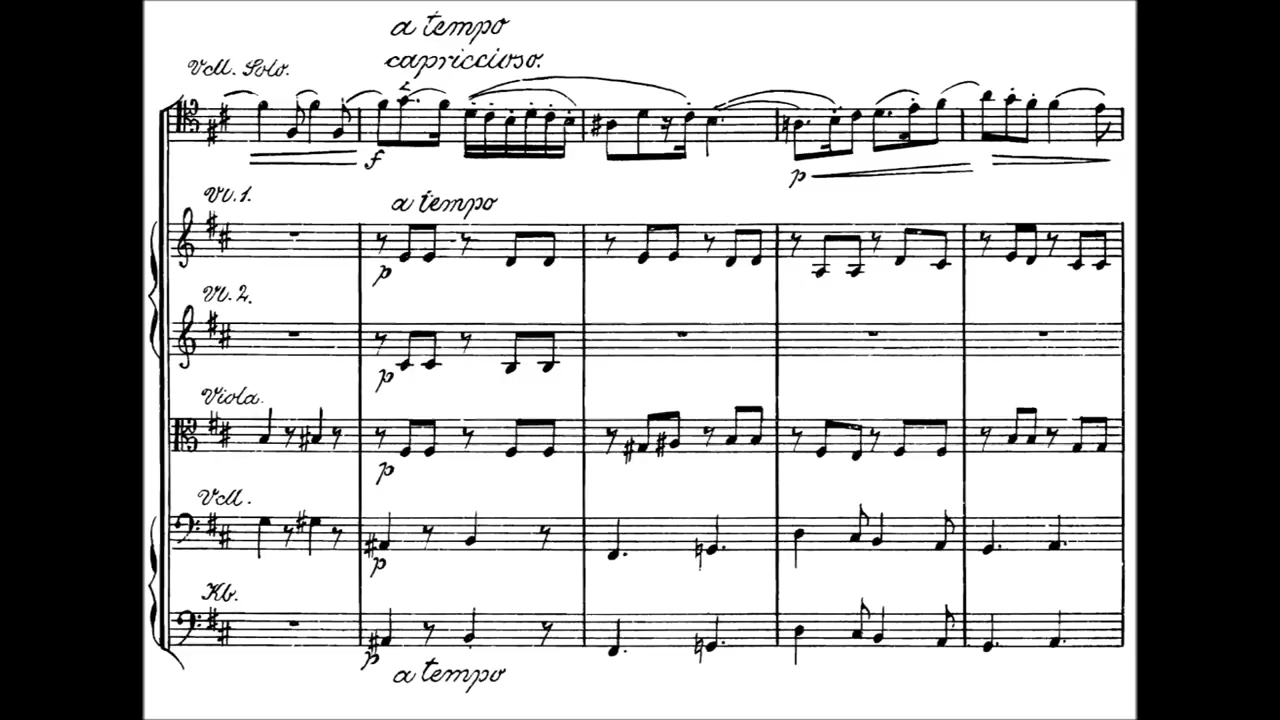 a tempo
capriccioso.
Vcll. Solo.
f
p
Vl. 1.
a tempo
p
Vl. 2.
p
Viola.
p
Vcll.
p
Kb.
p
a tempo